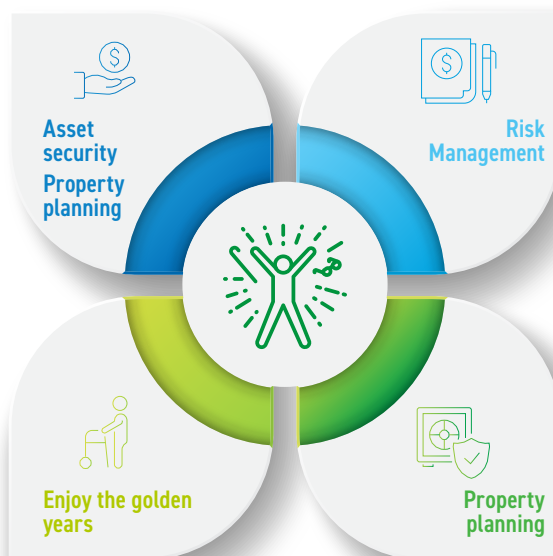 $
Asset
security
Property
planning
$
Risk
Management
Enjoy the golden
years
Property
planning